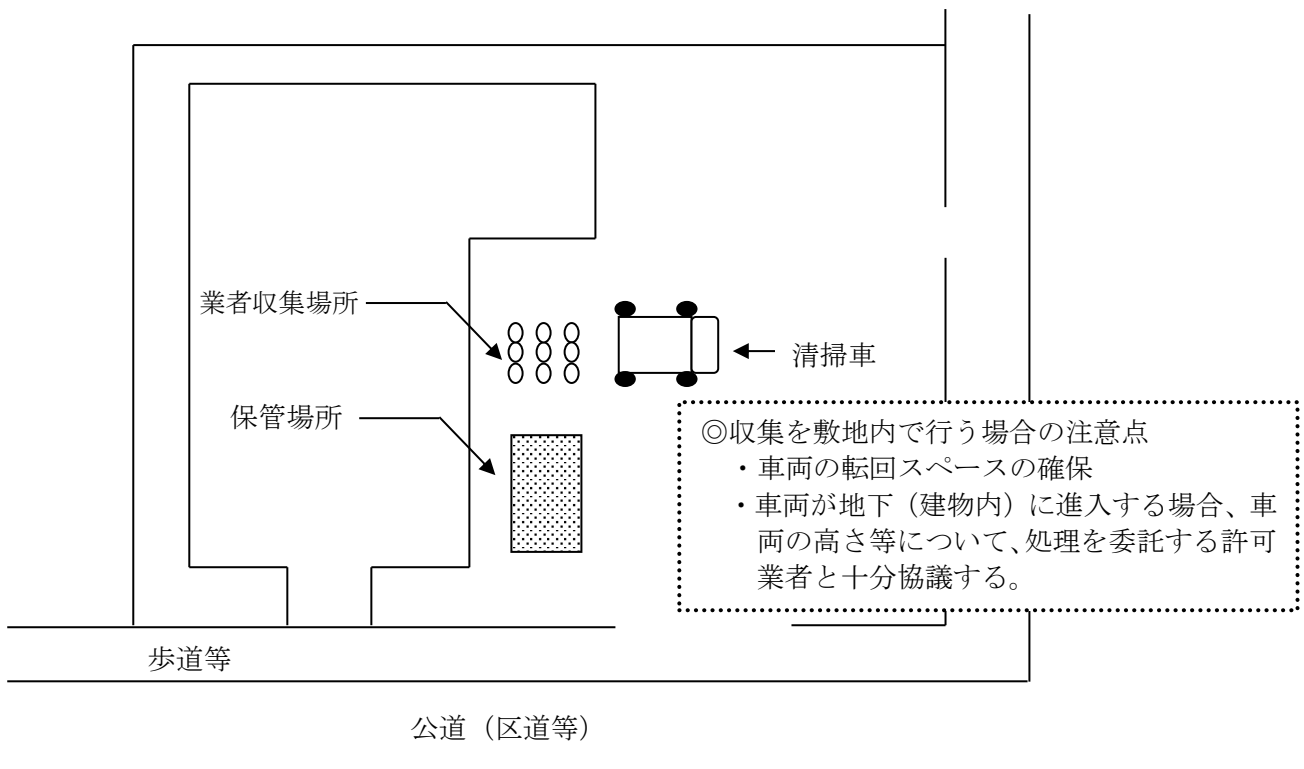 業者収集場所
清掃車
保管場所
◎収集を敷地内で行う場合の注意点
・車両の転回スペースの確保
・車両が地下（建物内）に進入する場合、車
両の高さ等について、処理を委託する許可
業者と十分協議する。
歩道等
公道（区道等）